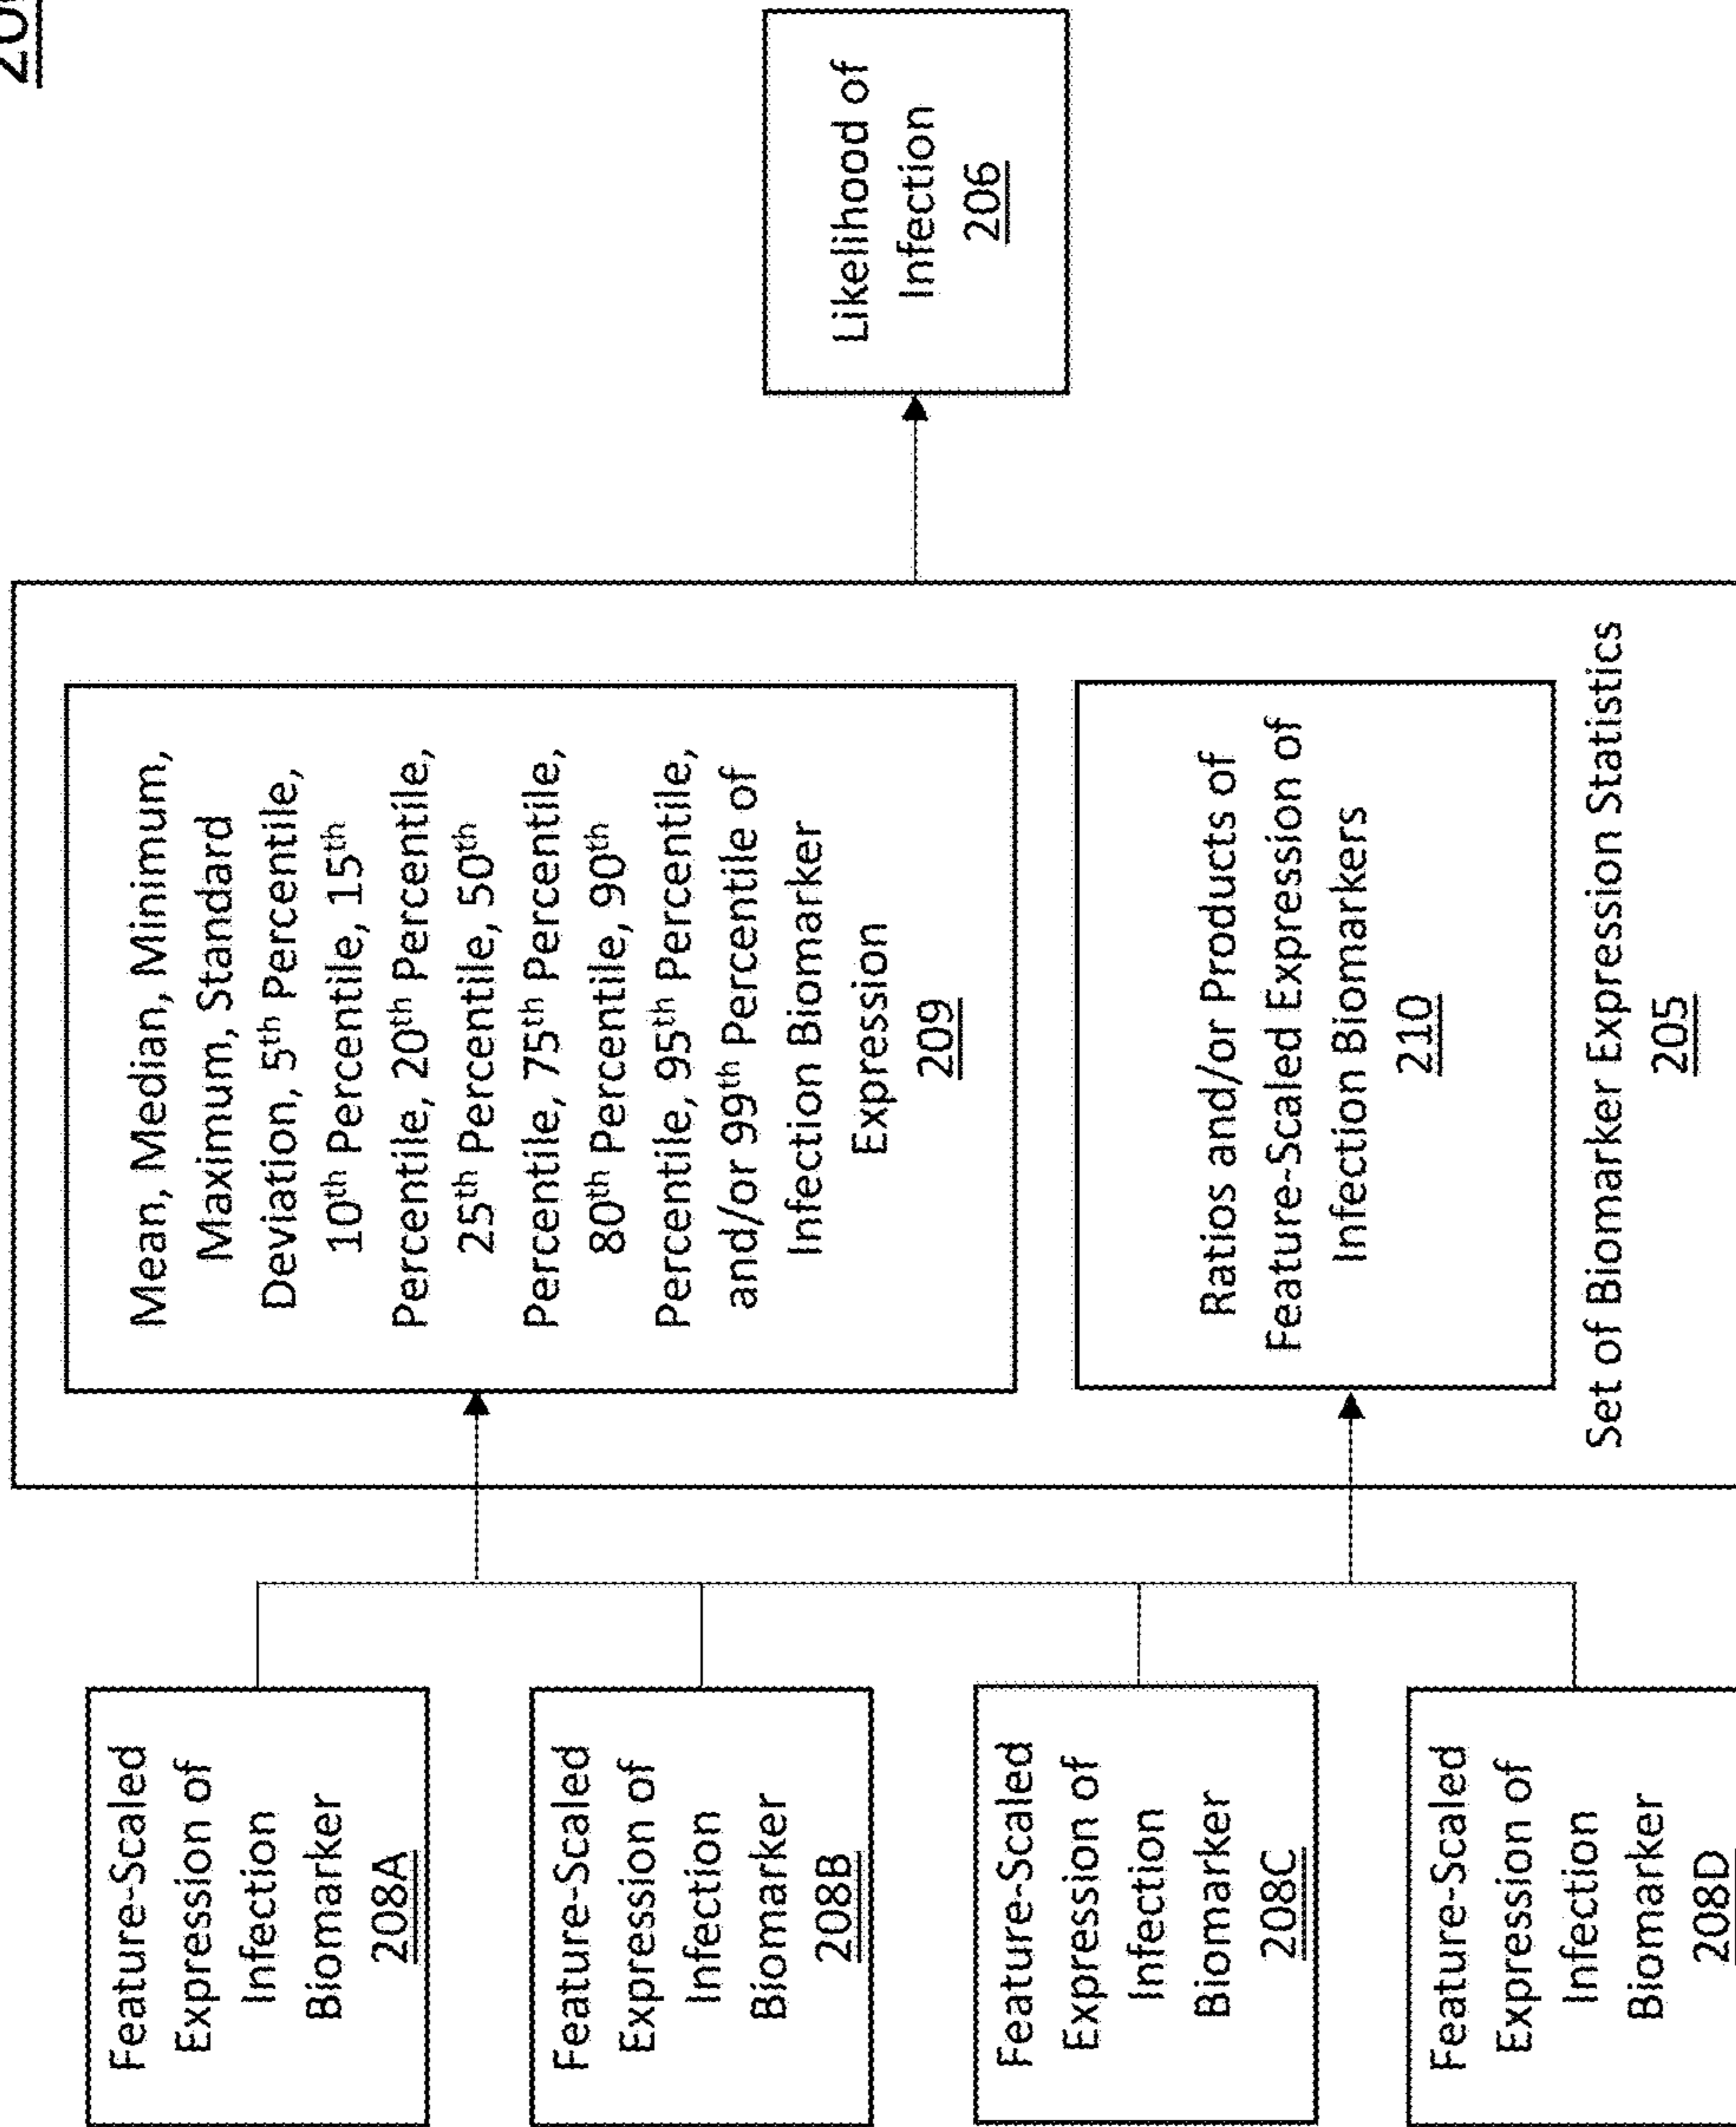 Feature-Scaled
Expression of
Infection
Biomarker
208A
Feature-Scaled
Expression of
Infection
Biomarker
208B
Feature-Scaled
Expression of
Infection
Biomarker
208C
Feature-Scaled
Expression of
Infection
Biomarker
208D
Mean, Median, Minimum,
Maximum, Standard
Deviation, 5th Percentile,
10th Percentile, 15th
Percentile, 20th Percentile,
25th Percentile, 50th
Percentile, 75th Percentile,
80th Percentile, 90th
Percentile, 95th Percentile,
and/or 99th Percentile of
Infection Biomarker
Expression
209
Ratios and/or Products of
Feature-Scaled Expression of
Infection Biomarkers
210
Set of Biomarker Expression Statistics
205
Likelihood of
Infection
206